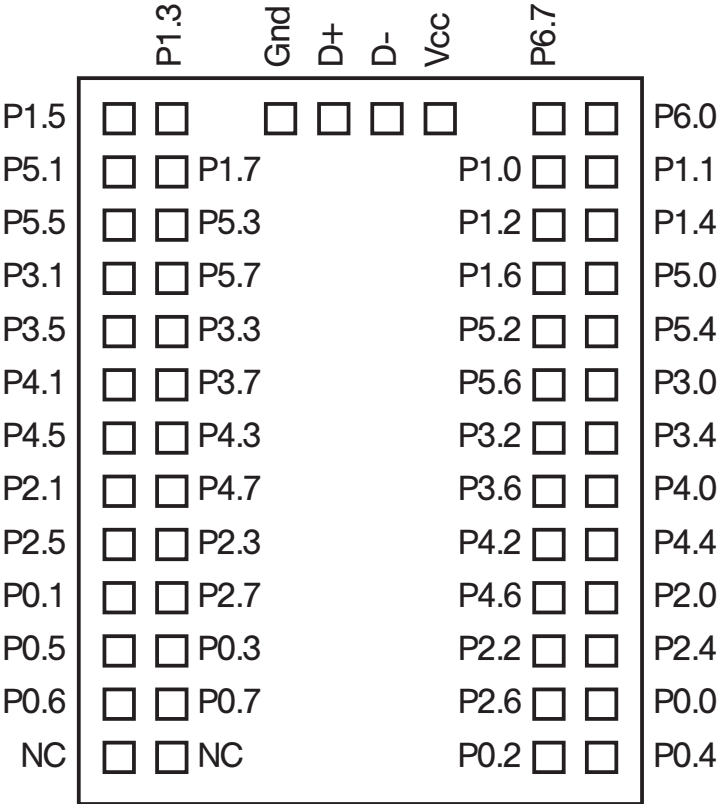 P1.3 Gnd D+ D- Vcc P6.7
P1.5 P6.0
P5.1 P1.7 P1.0 P1.1
P5.5 P5.3 P1.2 P1.4
P3.1 P5.7 P1.6 P5.0
P3.5 P3.3 P5.2 P5.4
P4.1 P3.7 P5.6 P3.0
P4.5 P4.3 P3.2 P3.4
P2.1 P4.7 P3.6 P4.0
P2.5 P2.3 P4.2 P4.4
P0.1 P2.7 P4.6 P2.0
P0.5 P0.3 P2.2 P2.4
P0.6 P0.7 P2.6 P0.0
NC NC P0.2 P0.4